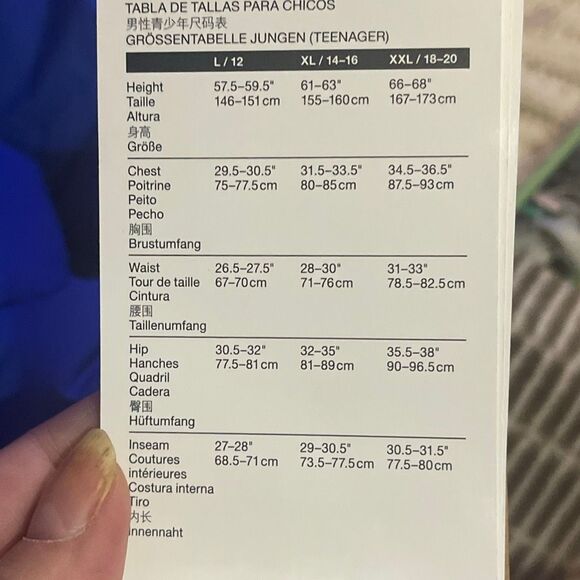 TABLA DE TALLAS PARA CHICOS
男性青少年尺码表
GRÖSSENTABELLE JUNGEN (TEENAGER)
L / 12 XL / 14–16 XXL / 18–20
Height 57.5–59.5" 61–63" 66–68"
Taille 146–151 cm 155–160 cm 167–173 cm
Altura
身高
Größe
Chest 29.5–30.5" 31.5–33.5" 34.5–36.5"
Poitrine 75–77.5 cm 80–85 cm 87.5–93 cm
Peito
Pecho
胸围
Brustumfang
Waist 26.5–27.5" 28–30" 31–33"
Tour de taille 67–70 cm 71–76 cm 78.5–82.5 cm
Cintura
腰围
Taillenumfang
Hip 30.5–32" 32–35" 35.5–38"
Hanches 77.5–81 cm 81–89 cm 90–96.5 cm
Quadril
Cadera
臀围
Hüftumfang
Inseam 27–28" 29–30.5" 30.5–31.5"
Coutures 68.5–71 cm 73.5–77.5 cm 77.5–80 cm
intérieures
Costura interna
Tiro
内长
Innennaht